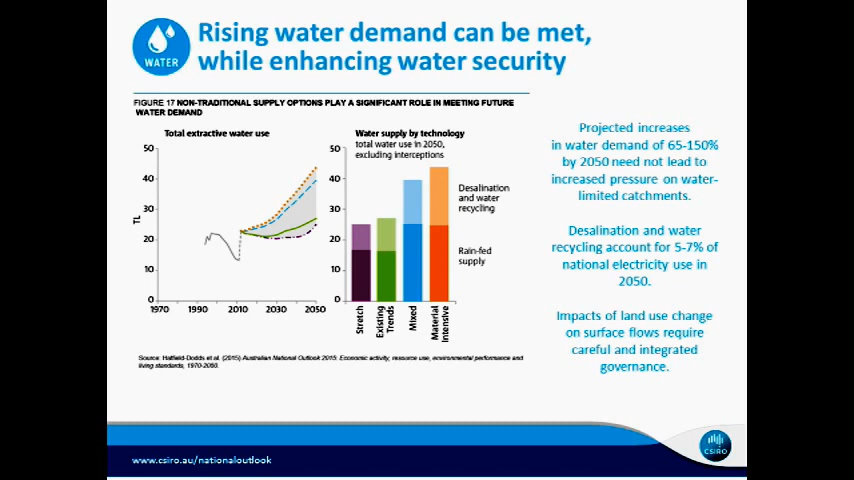 Rising water demand can be met,
while enhancing water security
WATER
FIGURE 17 NON-TRADITIONAL SUPPLY OPTIONS PLAY A SIGNIFICANT ROLE IN MEETING FUTURE
WATER DEMAND
Total extractive water use
50
40
30
20
10
0
TL
1970
1990
2010
2030
2050
Water supply by technology
total water use in 2050,
excluding interceptions
50
40
30
20
10
0
Stretch
Existing
Trends
Mixed
Material
Intensive
Desalination
and water
recycling
Rain-fed
supply
Source: Hatfield-Dodds et al. (2015) Australian National Outlook 2015: Economic activity, resource use, environmental performance and
living standards, 1970-2050.
Projected increases
in water demand of 65-150%
by 2050 need not lead to
increased pressure on water-
limited catchments.
Desalination and water
recycling account for 5-7% of
national electricity use in
2050.
Impacts of land use change
on surface flows require
careful and integrated
governance.
www.csiro.au/nationaloutlook
CSIRO